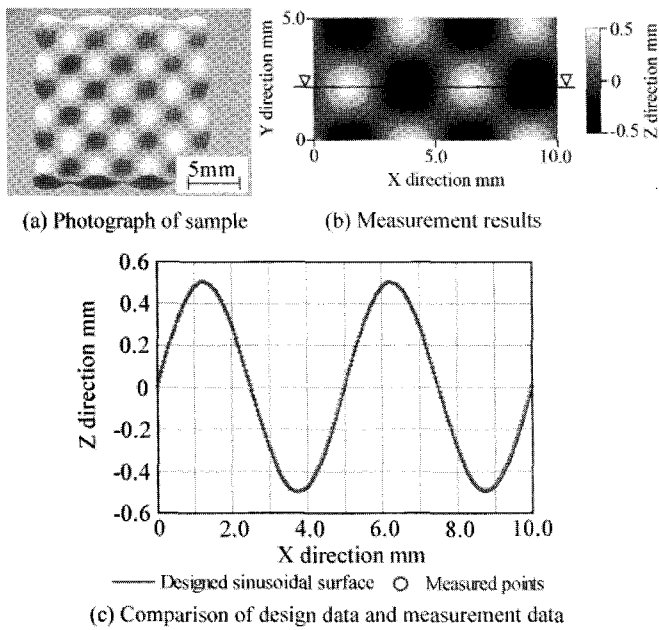 5mm
(a) Photograph of sample
5.0
Y direction mm
0
0
5.0
10.0
X direction mm
0.5
0
-0.5
Z direction mm
(b) Measurement results
0.6
0.4
0.2
0
-0.2
-0.4
-0.6
Z direction mm
0 2.0 4.0 6.0 8.0 10.0
X direction mm
Designed sinusoidal surface Measured points
(c) Comparison of design data and measurement data